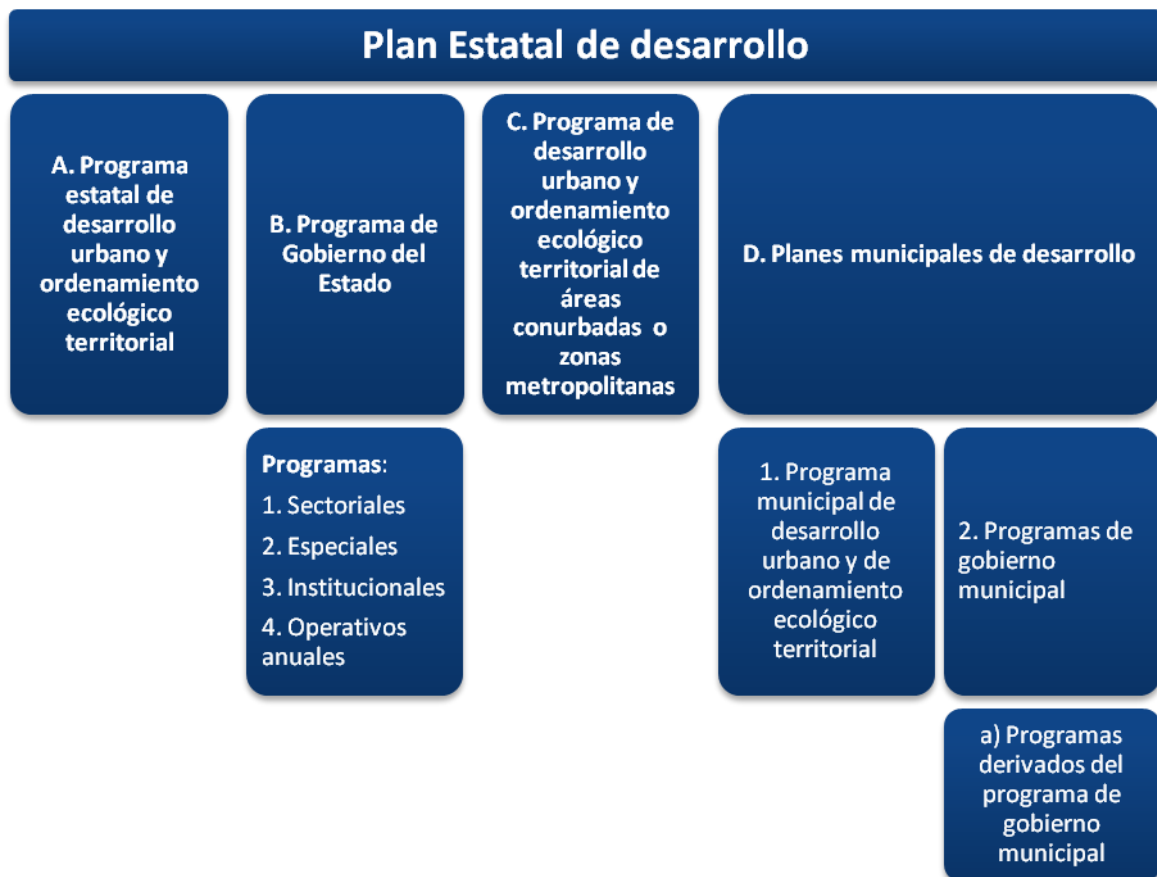 Plan Estatal de desarrollo
A. Programa
estatal de
desarrollo
urbano y
ordenamiento
ecológico
territorial
B. Programa de
Gobierno del
Estado
C. Programa de
desarrollo
urbano y
ordenamiento
ecológico
territorial de
áreas
conurbadas o
zonas
metropolitanas
D. Planes municipales de desarrollo
Programas:
1. Sectoriales
2. Especiales
3. Institucionales
4. Operativos
anuales
1. Programa
municipal de
desarrollo
urbano y de
ordenamiento
ecológico
territorial
2. Programas de
gobierno
municipal
a) Programas
derivados del
programa de
gobierno
municipal